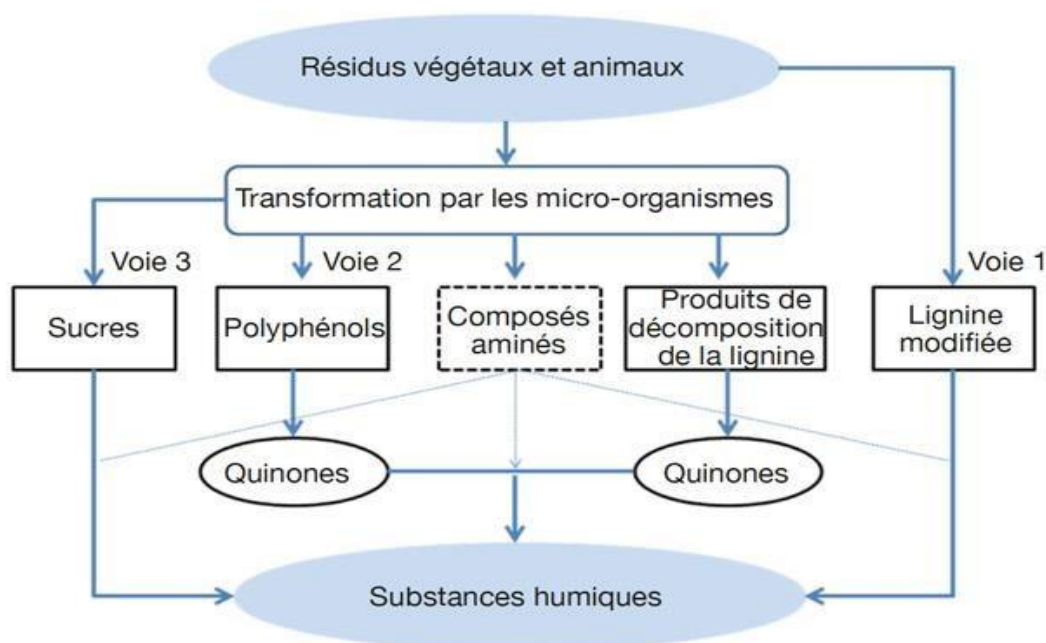 Résidus végétaux et animaux
Transformation par les micro-organismes
Voie 3
Voie 2
Voie 1
Sucres
Polyphénols
Composés
aminés
Produits de
décomposition
de la lignine
Lignine
modifiée
Quinones
Quinones
Substances humiques